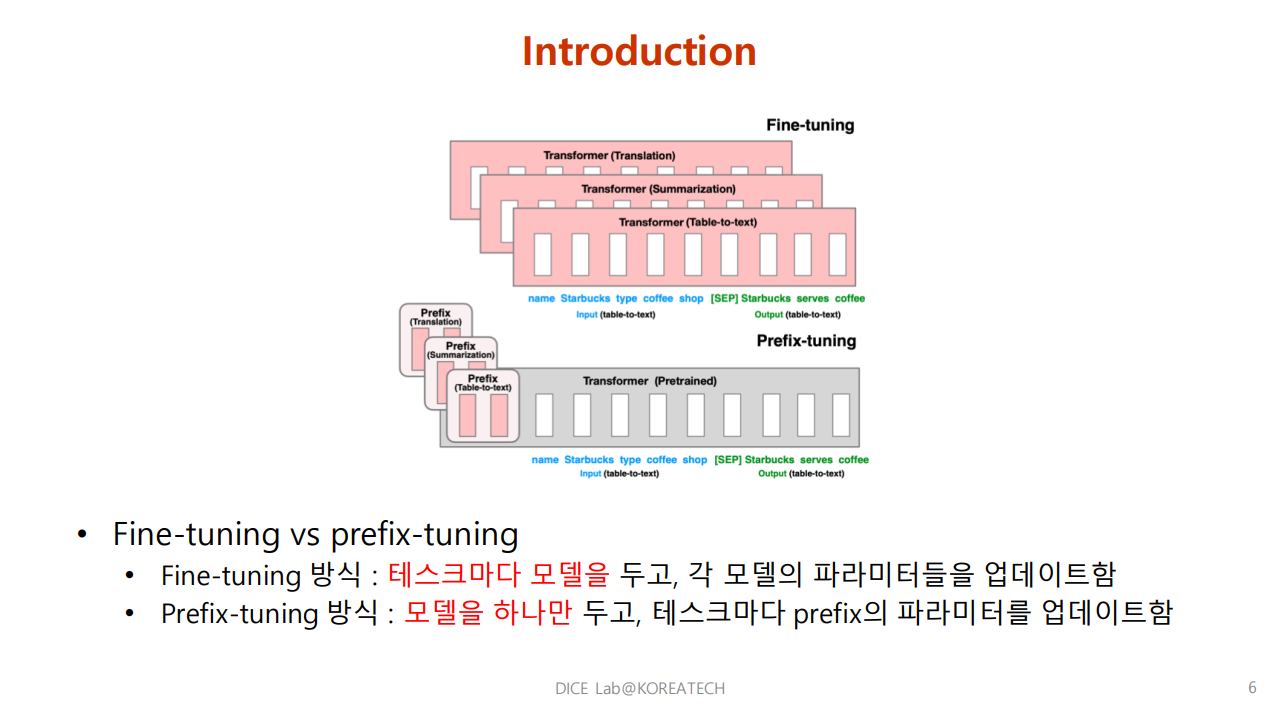 Introduction
Fine-tuning
Transformer (Translation)
Transformer (Summarization)
Transformer (Table-to-text)
name Starbucks type coffee shop [SEP] Starbucks serves coffee
Input (table-to-text) Output (table-to-text)
Prefix
(Translation)
Prefix
(Summarization)
Prefix
(Table-to-text)
Prefix-tuning
Transformer (Pretrained)
name Starbucks type coffee shop [SEP] Starbucks serves coffee
Input (table-to-text) Output (table-to-text)
• Fine-tuning vs prefix-tuning
• Fine-tuning 방식 : 테스크마다 모델을 두고, 각 모델의 파라미터들을 업데이트함
• Prefix-tuning 방식 : 모델을 하나만 두고, 테스크마다 prefix의 파라미터를 업데이트함
DICE Lab@KOREATECH
6